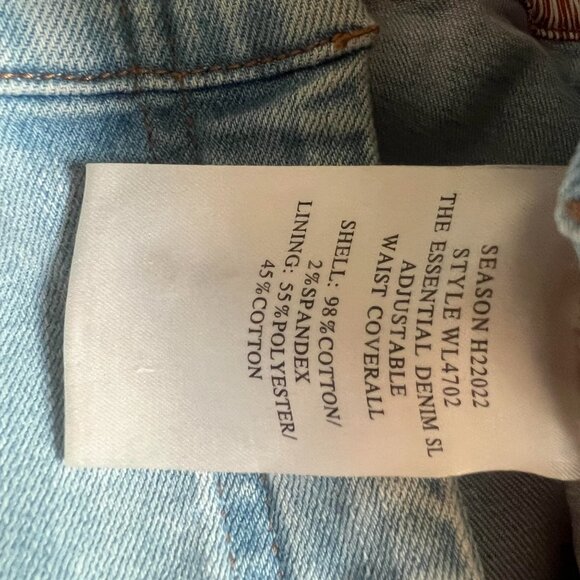 SEASON H22022
STYLE WL4702
THE ESSENTIAL DENIM SL
ADJUSTABLE
WAIST COVERALL
SHELL: 98%COTTON/
2%SPANDEX
LINING: 55%POLYESTER/
45%COTTON